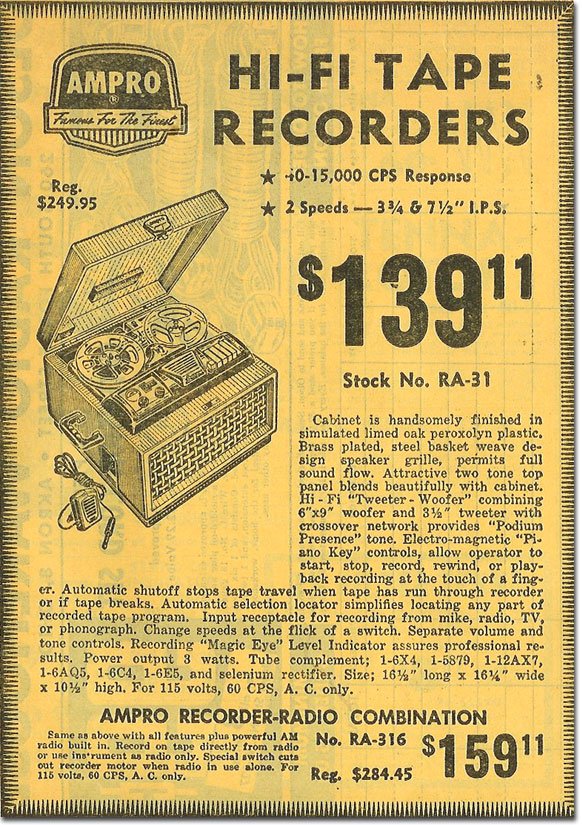 AMPRO
®
Famous For The Finest
HI-FI TAPE
RECORDERS
★ 40-15,000 CPS Response
★ 2 Speeds — 3¾ & 7½" I.P.S.
Reg.
$249.95
$139¹¹
Stock No. RA-31
Cabinet is handsomely finished in
simulated limed oak peroxolyn plastic.
Brass plated, steel basket weave de-
sign speaker grille, permits full
sound flow. Attractive two tone top
panel blends beautifully with cabinet.
Hi-Fi "Tweeter-Woofer" combining
6"x9" woofer and 3½" tweeter with
crossover network provides "Podium
Presence" tone. Electro-magnetic "Pi-
ano Key" controls, allow operator to
start, stop, record, rewind, or play-
back recording at the touch of a fing-
er. Automatic shutoff stops tape travel when tape has run through recorder
or if tape breaks. Automatic selection locator simplifies locating any part of
recorded tape program. Input receptacle for recording from mike, radio, TV,
or phonograph. Change speeds at the flick of a switch. Separate volume and
tone controls. Recording "Magic Eye" Level Indicator assures professional re-
sults. Power output 3 watts. Tube complement; 1-6X4, 1-5879, 1-12AX7,
1-6AQ5, 1-6C4, 1-6E5, and selenium rectifier. Size; 16½" long x 16¼" wide
x 10½" high. For 115 volts, 60 CPS, A. C. only.
AMPRO RECORDER-RADIO COMBINATION
Same as above with all features plus powerful AM
radio built in. Record on tape directly from radio
or use instrument as radio only. Special switch cuts
out recorder motor when radio in use alone. For
115 volts, 60 CPS, A. C. only.
No. RA-316
Reg. $284.45
$159¹¹